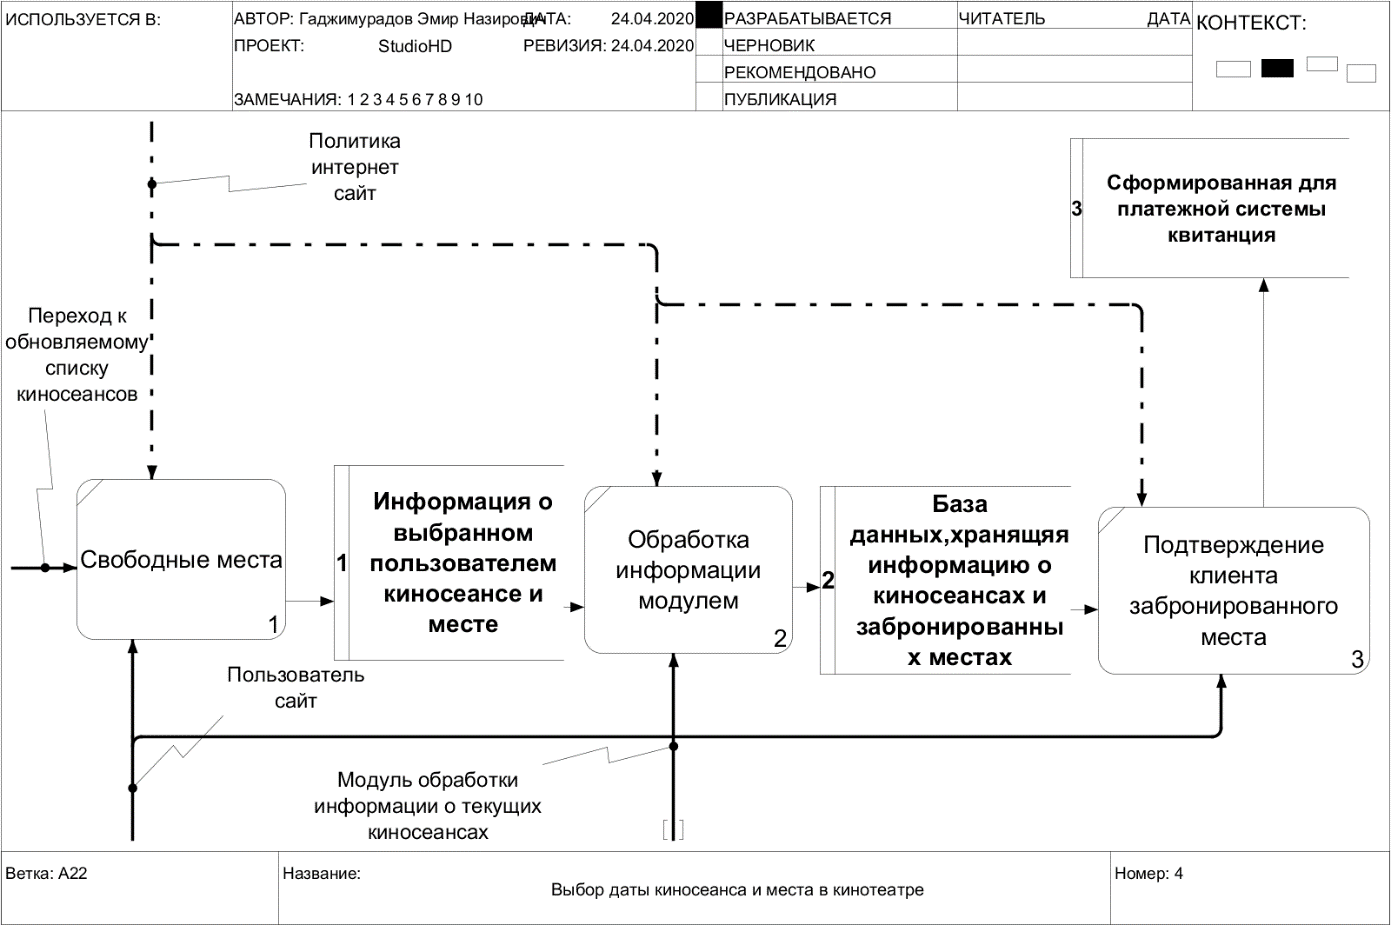 ИСПОЛЬЗУЕТСЯ В:
АВТОР: Гаджимурадов Эмир Назирович
ДАТА: 24.04.2020
ПРОЕКТ: StudioHD
РЕВИЗИЯ: 24.04.2020
ЗАМЕЧАНИЯ: 1 2 3 4 5 6 7 8 9 10
РАЗРАБАТЫВАЕТСЯ
ЧЕРНОВИК
РЕКОМЕНДОВАНО
ПУБЛИКАЦИЯ
ЧИТАТЕЛЬ ДАТА
КОНТЕКСТ:
Политика
интернет
сайт
3
Сформированная для
платежной системы
квитанция
Переход к
обновляемому
списку
киносеансов
Свободные места
1
1
Информация о
выбранном
пользователем
киносеансе и
месте
Обработка
информации
модулем
2
2
База
данных,хранящяя
информацию о
киносеансах и
забронированны
х местах
Подтверждение
клиента
забронированного
места
3
Пользователь
сайт
Модуль обработки
информации о текущих
киносеансах
Ветка: A22
Название:
Выбор даты киносеанса и места в кинотеатре
Номер: 4